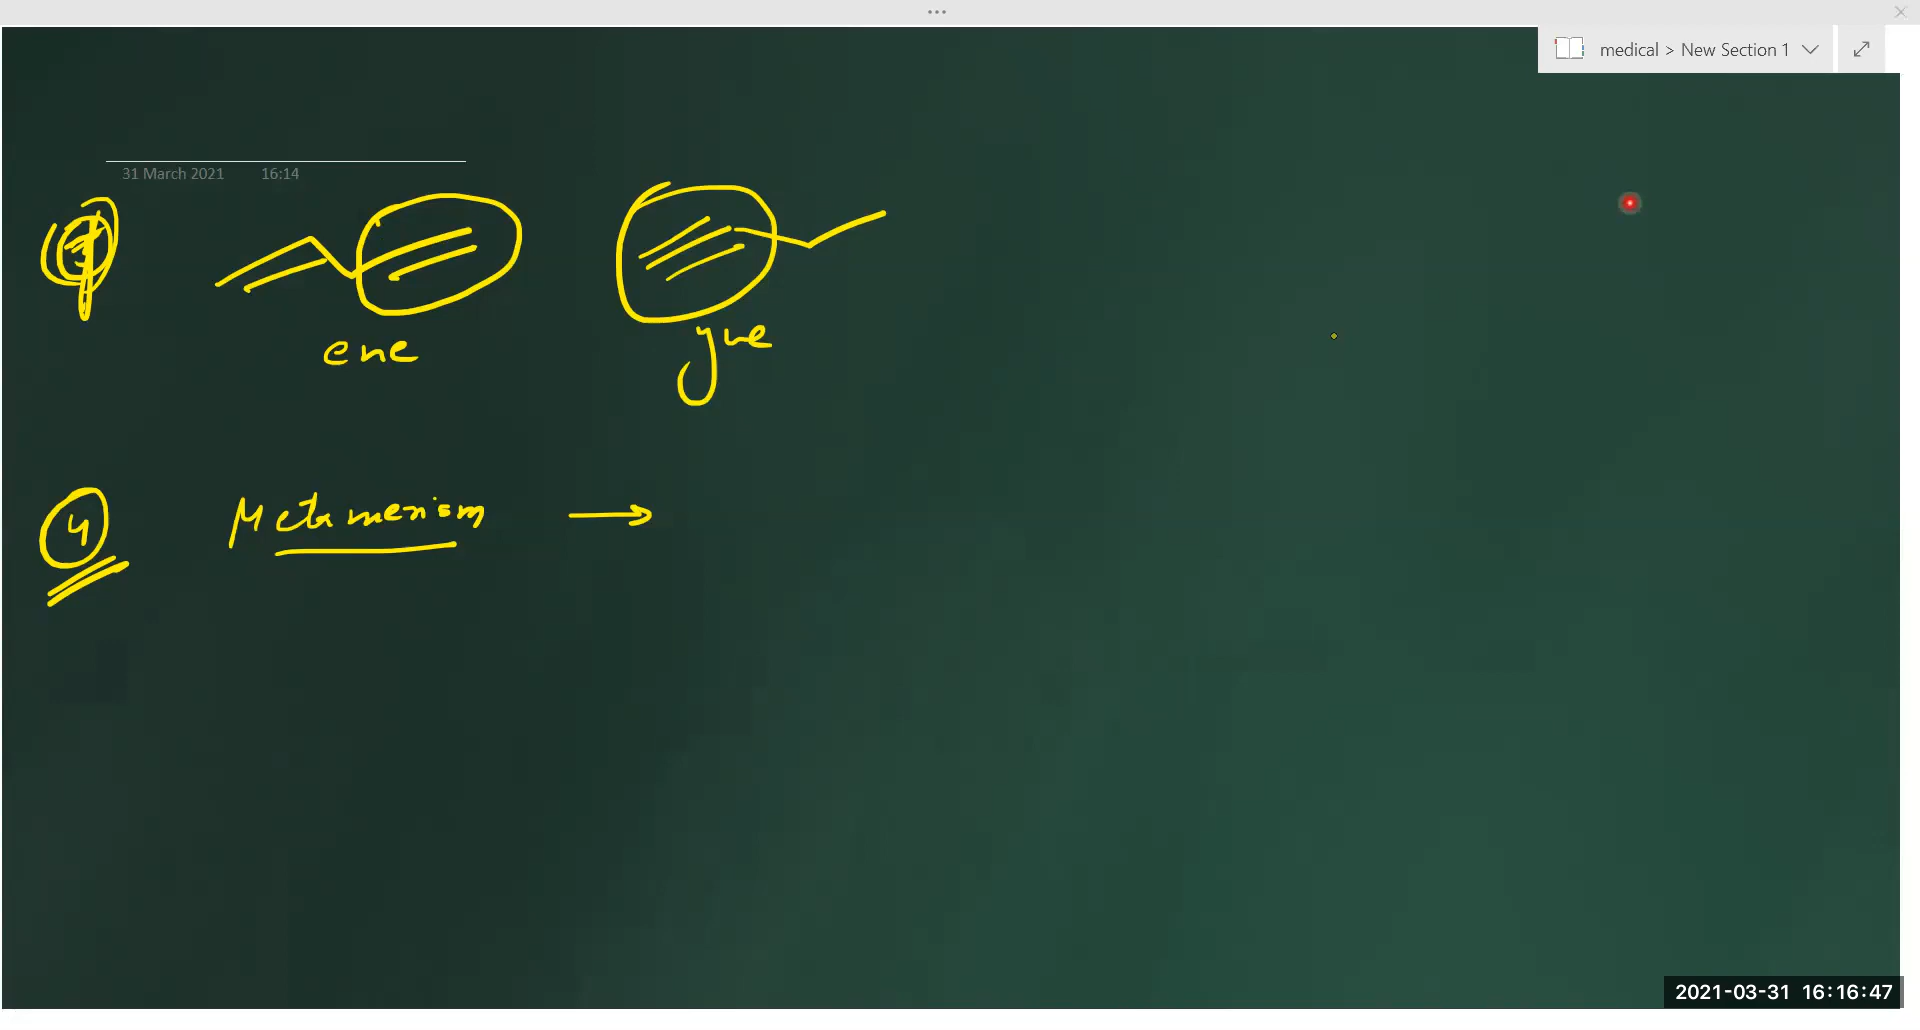 medical > New Section 1
31 March 2021 16:14
ene
yne
4 Metamerism →
2021-03-31 16:16:47